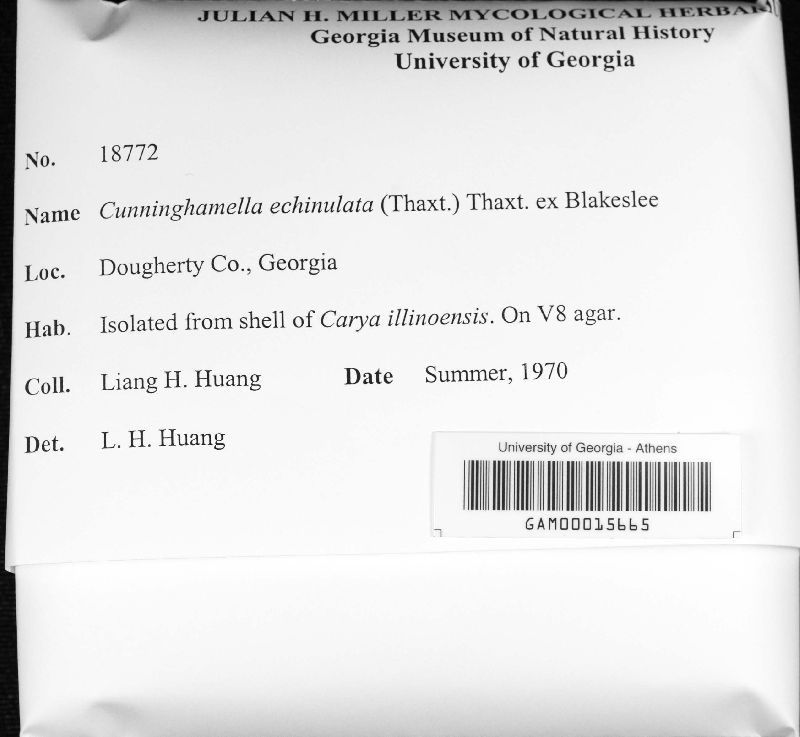 JULIAN H. MILLER MYCOLOGICAL
Georgia Museum of Natural History
University of Georgia
No. 18772
Name Cunninghamella echinulata (Thaxt.) Thaxt. ex Blakeslee
Loc. Dougherty Co., Georgia
Hab. Isolated from shell of Carya illinoensis. On V8 agar.
Coll. Liang H. Huang Date Summer, 1970
Det. L. H. Huang
University of Georgia - Athens
GAM00015665